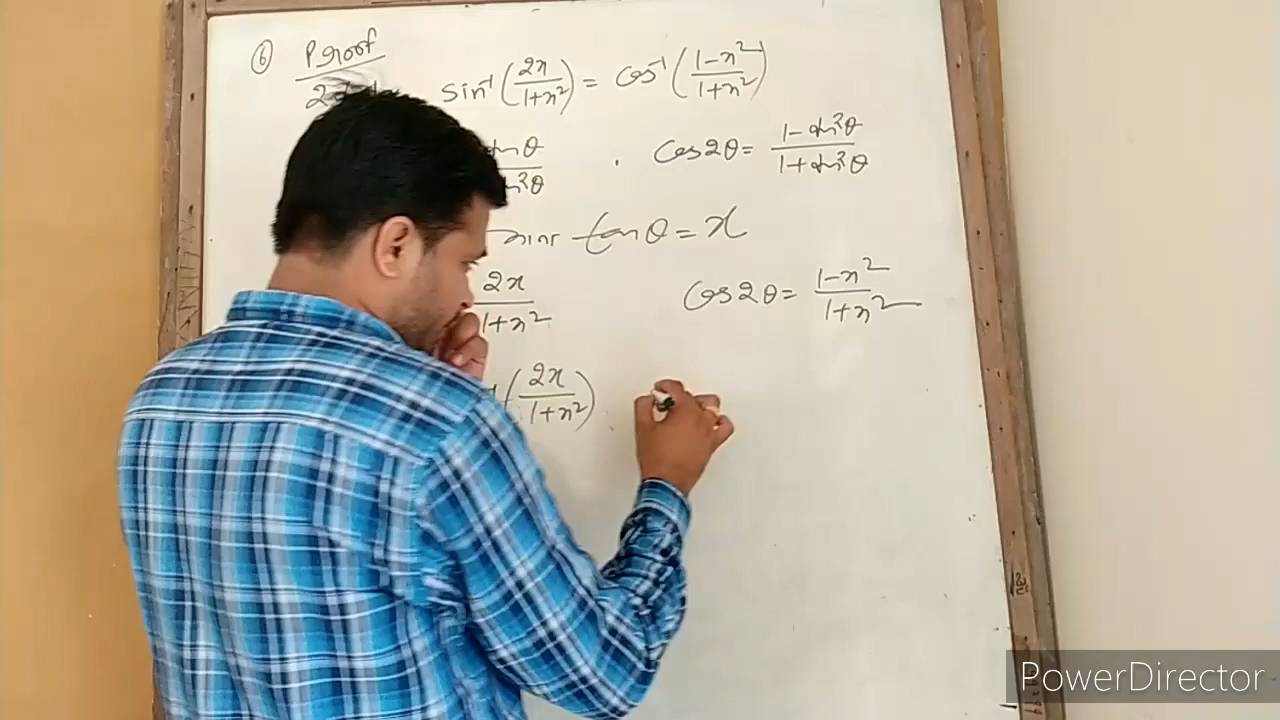 ⑥ Proof
sin⁻¹(2x/1+x²) = cos⁻¹(1-x²/1+x²)
cos2θ = 1-tan²θ/1+tan²θ
tanθ = x
2x/1+x² cos2θ = 1-x²/1+x²
(2x/1+x²)
PowerDirector